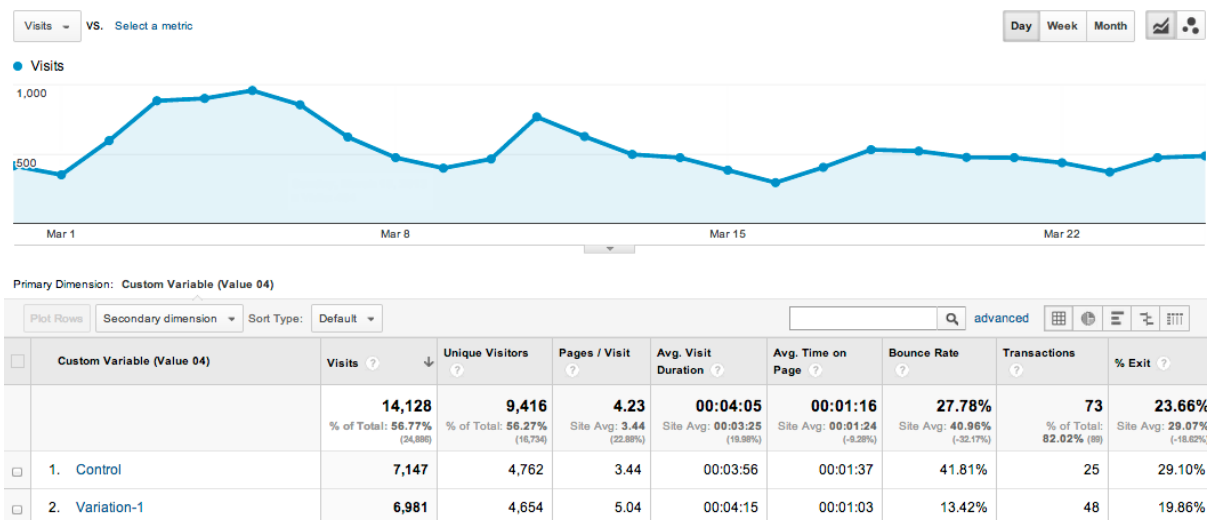 Visits VS. Select a metric Day Week Month
Visits
1,000
500
Mar 1 Mar 8 Mar 15 Mar 22
Primary Dimension: Custom Variable (Value 04)
Plot Rows Secondary dimension Sort Type: Default advanced
Custom Variable (Value 04) Visits ? Unique Visitors ? Pages / Visit ? Avg. Visit Duration ? Avg. Time on Page ? Bounce Rate ? Transactions ? % Exit ?
14,128 9,416 4.23 00:04:05 00:01:16 27.78% 73 23.66%
% of Total: 56.77% % of Total: 56.27% Site Avg: 3.44 Site Avg: 00:03:25 Site Avg: 00:01:24 Site Avg: 40.96% % of Total: Site Avg: 29.07%
(24,886) (16,734) (22.88%) (19.98%) (-9.28%) (-32.17%) 82.02% (89) (-18.62%)
1. Control 7,147 4,762 3.44 00:03:56 00:01:37 41.81% 25 29.10%
2. Variation-1 6,981 4,654 5.04 00:04:15 00:01:03 13.42% 48 19.86%